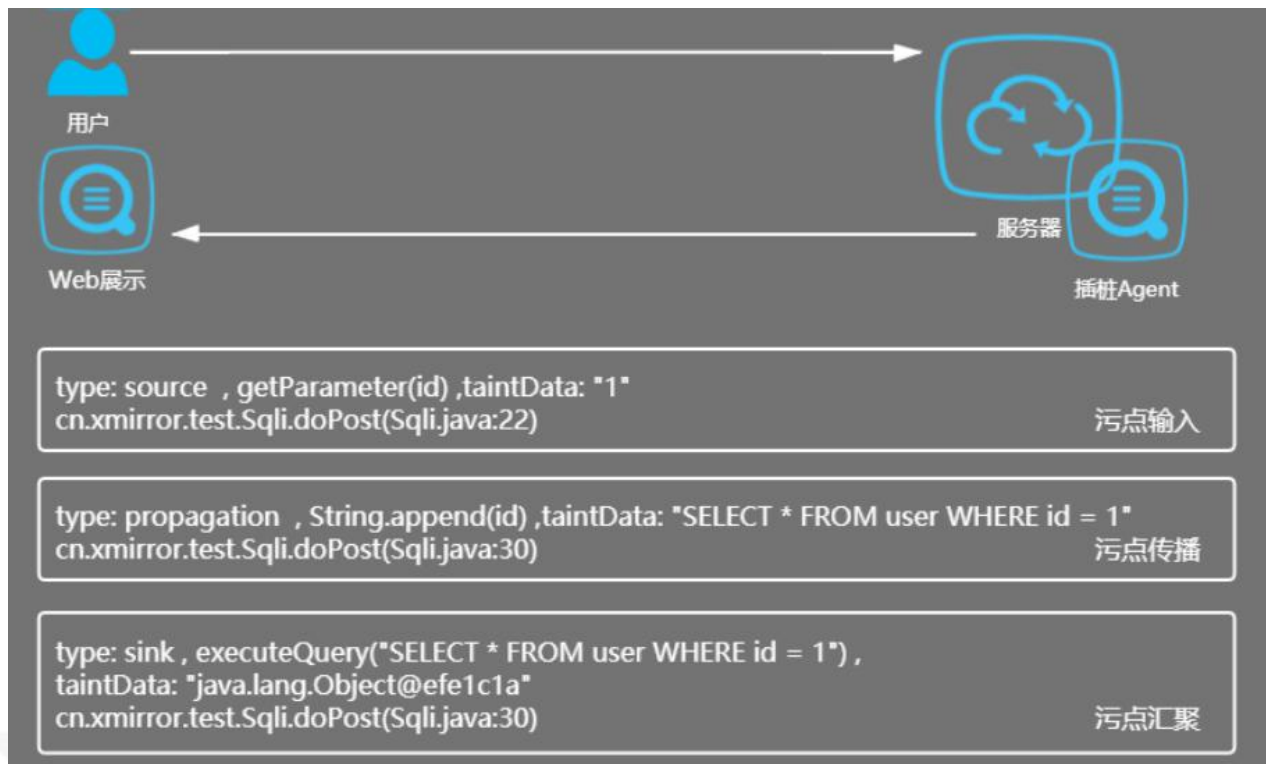 用户
服务器
Web展示
插桩Agent
type: source , getParameter(id) ,taintData: "1"
cn.xmirror.test.Sqli.doPost(Sqli.java:22)
污点输入
type: propagation , String.append(id) ,taintData: "SELECT * FROM user WHERE id = 1"
cn.xmirror.test.Sqli.doPost(Sqli.java:30)
污点传播
type: sink , executeQuery("SELECT * FROM user WHERE id = 1") ,
taintData: "java.lang.Object@efe1c1a"
cn.xmirror.test.Sqli.doPost(Sqli.java:30)
污点汇聚